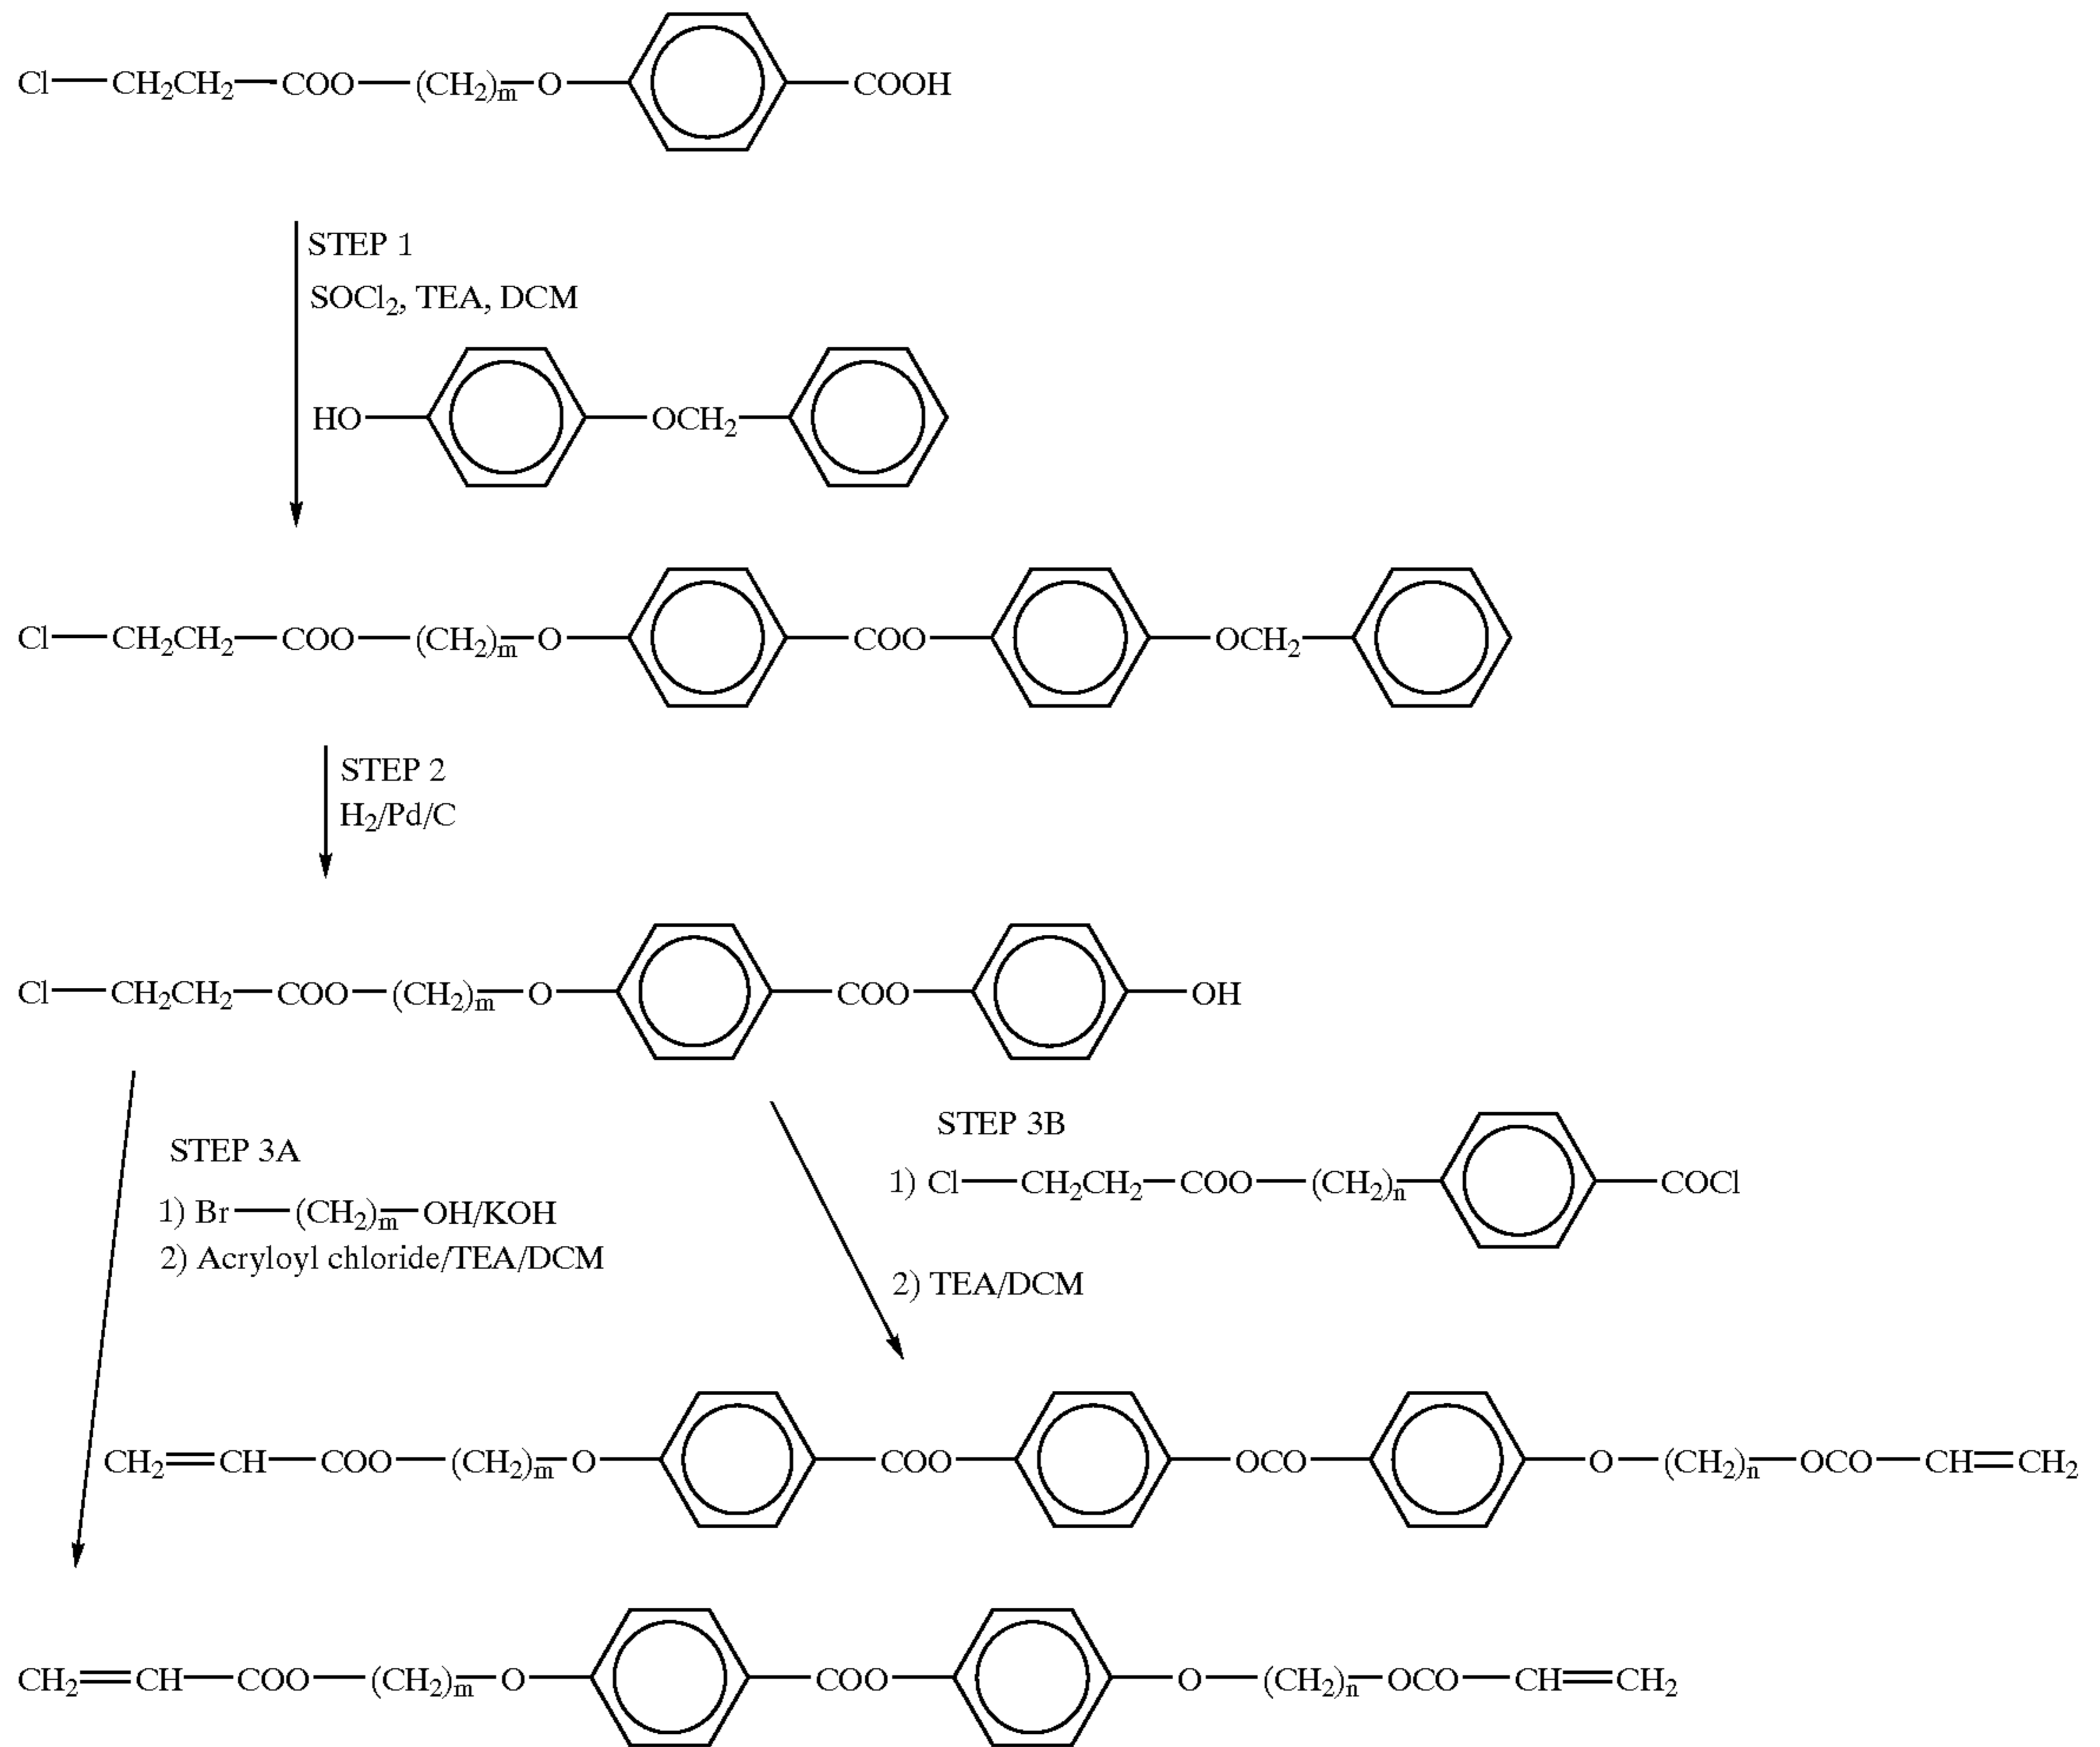 Cl—CH₂CH₂—COO—(CH₂)ₘ—O—COOH
STEP 1
SOCl₂, TEA, DCM
HO—OCH₂—
Cl—CH₂CH₂—COO—(CH₂)ₘ—O—COO—OCH₂—
STEP 2
H₂/Pd/C
Cl—CH₂CH₂—COO—(CH₂)ₘ—O—COO—OH
STEP 3A
1) Br—(CH₂)ₘ—OH/KOH
2) Acryloyl chloride/TEA/DCM
STEP 3B
1) Cl—CH₂CH₂—COO—(CH₂)ₙ—COCl
2) TEA/DCM
CH₂=CH—COO—(CH₂)ₘ—O—COO—OCO—O—(CH₂)ₙ—OCO—CH=CH₂
CH₂=CH—COO—(CH₂)ₘ—O—COO—O—(CH₂)ₙ—OCO—CH=CH₂